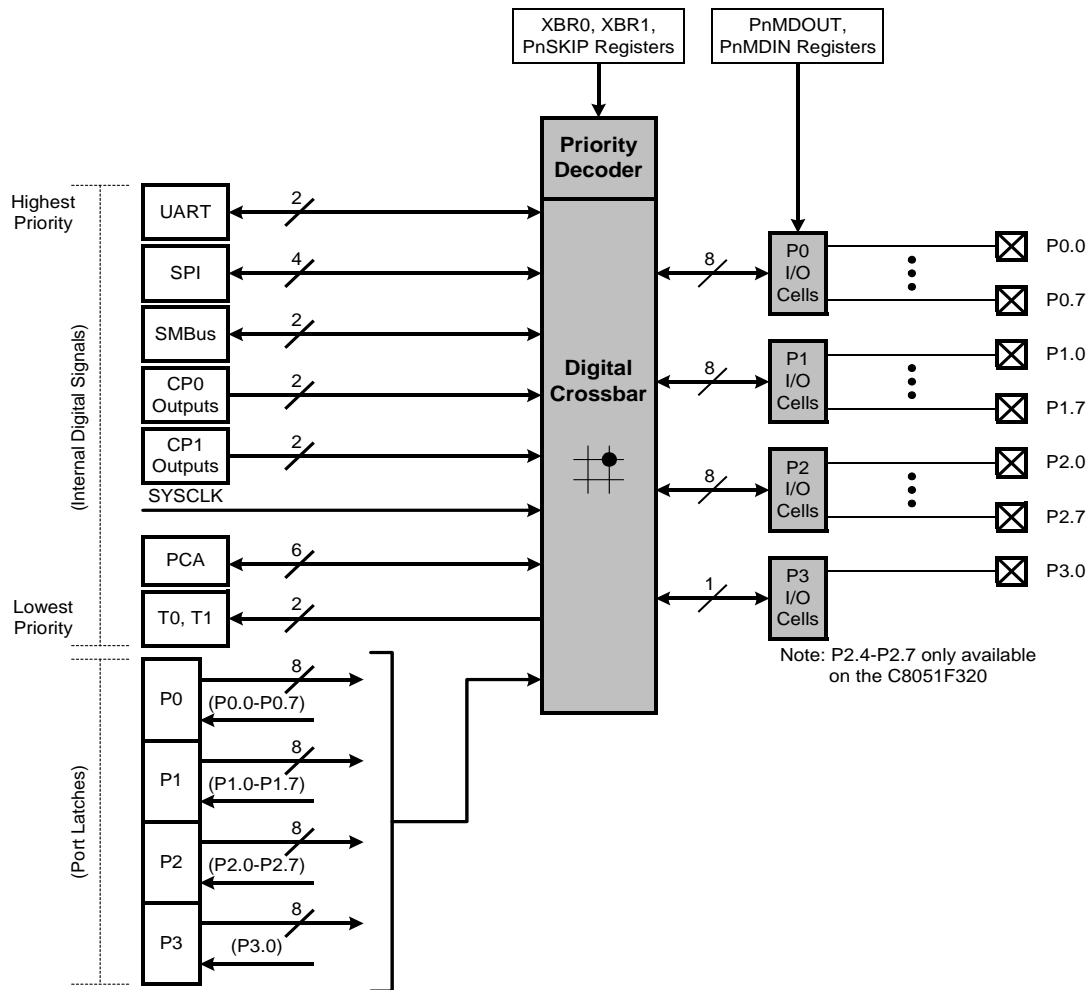 XBR0, XBR1,
PnSKIP Registers
PnMDOUT,
PnMDIN Registers
Priority
Decoder
Highest
Priority
(Internal Digital Signals)
UART
2
SPI
4
SMBus
2
CP0
Outputs
2
CP1
Outputs
2
SYSCLK
PCA
6
Lowest
Priority
T0, T1
2
Digital
Crossbar
8
P0
I/O
Cells
P0.0
P0.7
8
P1
I/O
Cells
P1.0
P1.7
8
P2
I/O
Cells
P2.0
P2.7
1
P3
I/O
Cells
P3.0
Note: P2.4-P2.7 only available
on the C8051F320
(Port Latches)
P0
8
(P0.0-P0.7)
P1
8
(P1.0-P1.7)
P2
8
(P2.0-P2.7)
P3
8
(P3.0)